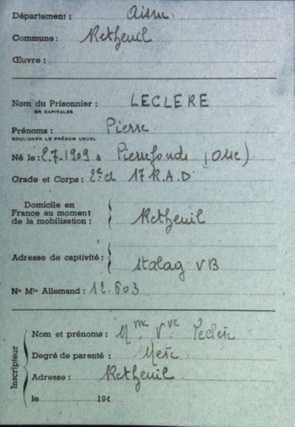 Département : Aisne
Commune : Retheuil
Œuvre :
Nom du Prisonnier : LECLERE
EN CAPITALES
Prénoms : Pierre
SOULIGNER LE PRÉNOM USUEL
Né le : 2.7.1909 à Pierrefonds (Oise)
Grade et Corps : 2e cl 17 R.A.D.
Domicile en
France au moment
de la mobilisation : Retheuil
Adresse de captivité : Stalag VB
No Mle Allemand : 12.603
Inscripteur
Nom et prénoms : Mme Vve Leclere
Degré de parenté : Mère
Adresse : Retheuil
le 194